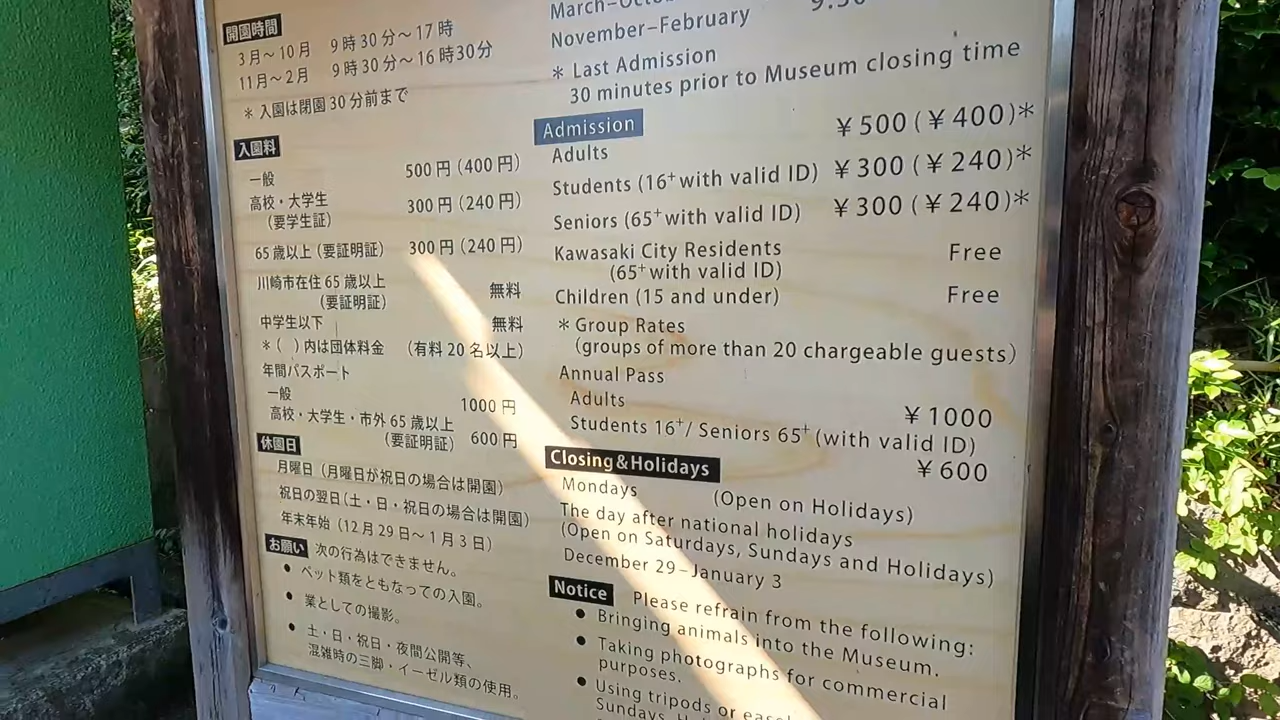 開園時間
3月～10月 9時30分～17時
11月～2月 9時30分～16時30分
＊入園は閉園30分前まで
入園料
一般 500円（400円）
高校・大学生 300円（240円）
（要学生証）
65歳以上（要証明証） 300円（240円）
川崎市在住65歳以上 無料
（要証明証）
中学生以下 無料
＊（ ）内は団体料金 （有料20名以上）
年間パスポート
一般 1000円
高校・大学生・市外65歳以上
（要証明証） 600円
休園日
月曜日（月曜日が祝日の場合は開園）
祝日の翌日（土・日・祝日の場合は開園）
年末年始（12月29日～1月3日）
お願い 次の行為はできません。
● ペット類をともなっての入園。
● 業としての撮影。
● 土・日・祝日・夜間公開等、
混雑時の三脚・イーゼル類の使用。
November–February
＊ Last Admission
30 minutes prior to Museum closing time
Admission
Adults ￥500（￥400）＊
Students (16+ with valid ID) ￥300（￥240）＊
Seniors (65+ with valid ID) ￥300（￥240）＊
Kawasaki City Residents Free
(65+ with valid ID)
Children (15 and under) Free
＊ Group Rates
(groups of more than 20 chargeable guests)
Annual Pass
Adults ￥1000
Students 16+/ Seniors 65+ (with valid ID)
￥600
Closing&Holidays
Mondays (Open on Holidays)
The day after national holidays
(Open on Saturdays, Sundays and Holidays)
December 29–January 3
Notice Please refrain from the following:
● Bringing animals into the Museum.
● Taking photographs for commercial
purposes.
● Using tripods or
Sundays,